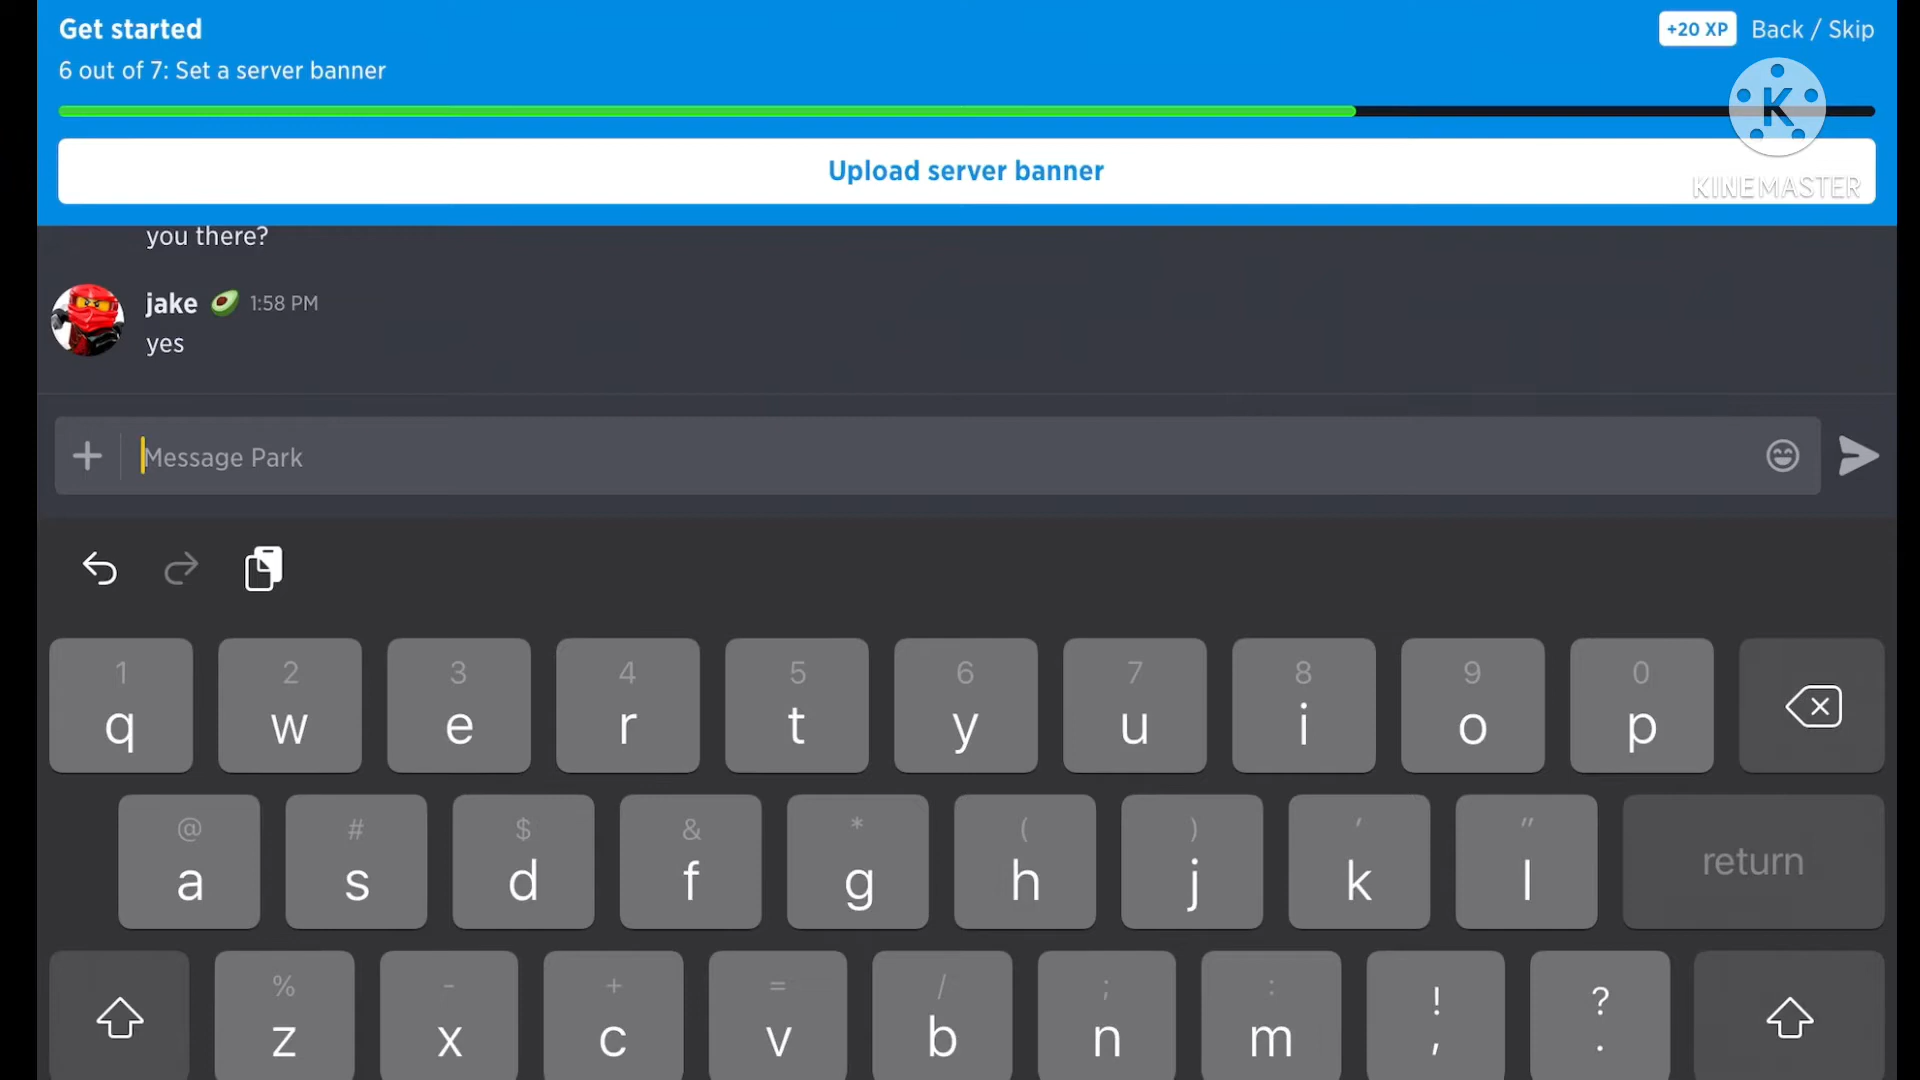 Get started
+20 XP Back / Skip
6 out of 7: Set a server banner
K
KINEMASTER
Upload server banner
you there?
jake 🥑 1:58 PM
yes
Message Park
1 2 3 4 5 6 7 8 9 0
q w e r t y u i o p
@ # $ & * ( ) ' "
a s d f g h j k l return
% - + = / ; : ! ?
z x c v b n m , .